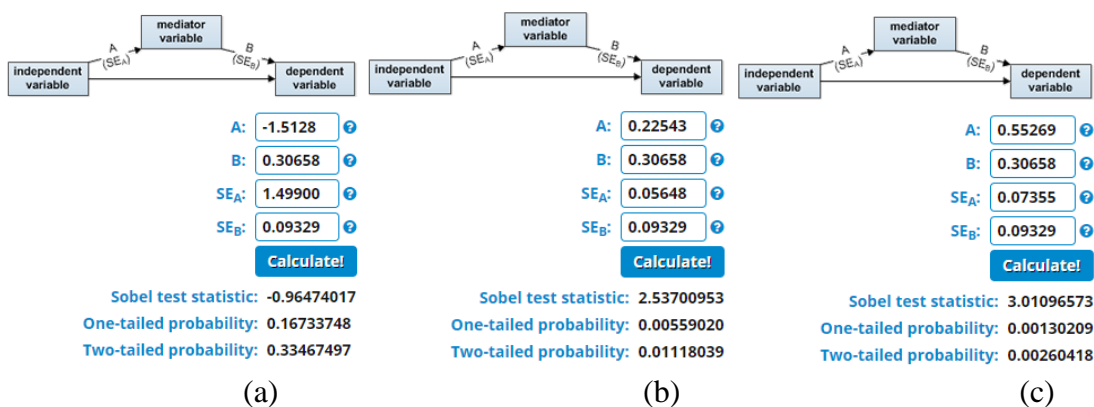 mediator
variable
A
(SEA)
B
(SEB)
independent
variable
dependent
variable
A: -1.5128 ?
B: 0.30658 ?
SEA: 1.49900 ?
SEB: 0.09329 ?
Calculate!
Sobel test statistic: -0.96474017
One-tailed probability: 0.16733748
Two-tailed probability: 0.33467497
(a)
mediator
variable
A
(SEA)
B
(SEB)
independent
variable
dependent
variable
A: 0.22543 ?
B: 0.30658 ?
SEA: 0.05648 ?
SEB: 0.09329 ?
Calculate!
Sobel test statistic: 2.53700953
One-tailed probability: 0.00559020
Two-tailed probability: 0.01118039
(b)
mediator
variable
A
(SEA)
B
(SEB)
independent
variable
dependent
variable
A: 0.55269 ?
B: 0.30658 ?
SEA: 0.07355 ?
SEB: 0.09329 ?
Calculate!
Sobel test statistic: 3.01096573
One-tailed probability: 0.00130209
Two-tailed probability: 0.00260418
(c)